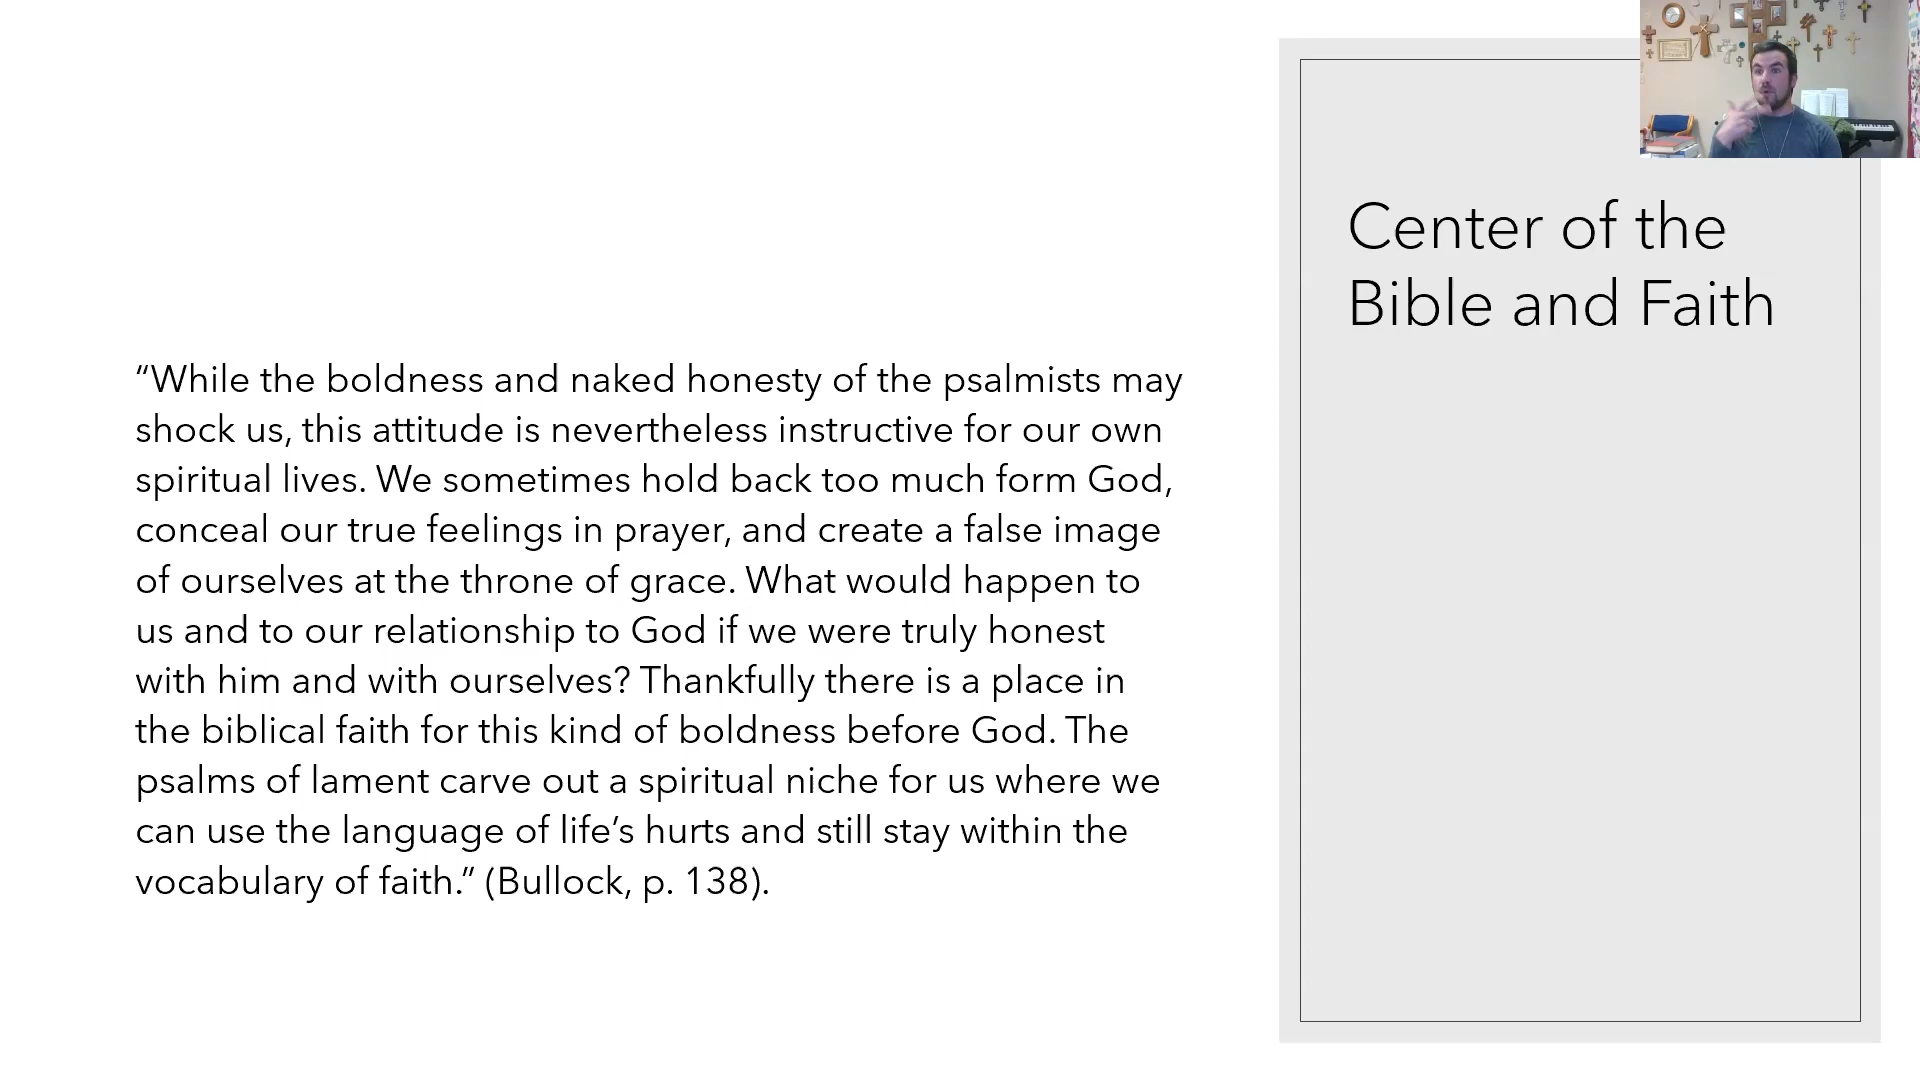 Center of the
Bible and Faith
“While the boldness and naked honesty of the psalmists may
shock us, this attitude is nevertheless instructive for our own
spiritual lives. We sometimes hold back too much form God,
conceal our true feelings in prayer, and create a false image
of ourselves at the throne of grace. What would happen to
us and to our relationship to God if we were truly honest
with him and with ourselves? Thankfully there is a place in
the biblical faith for this kind of boldness before God. The
psalms of lament carve out a spiritual niche for us where we
can use the language of life’s hurts and still stay within the
vocabulary of faith.” (Bullock, p. 138).